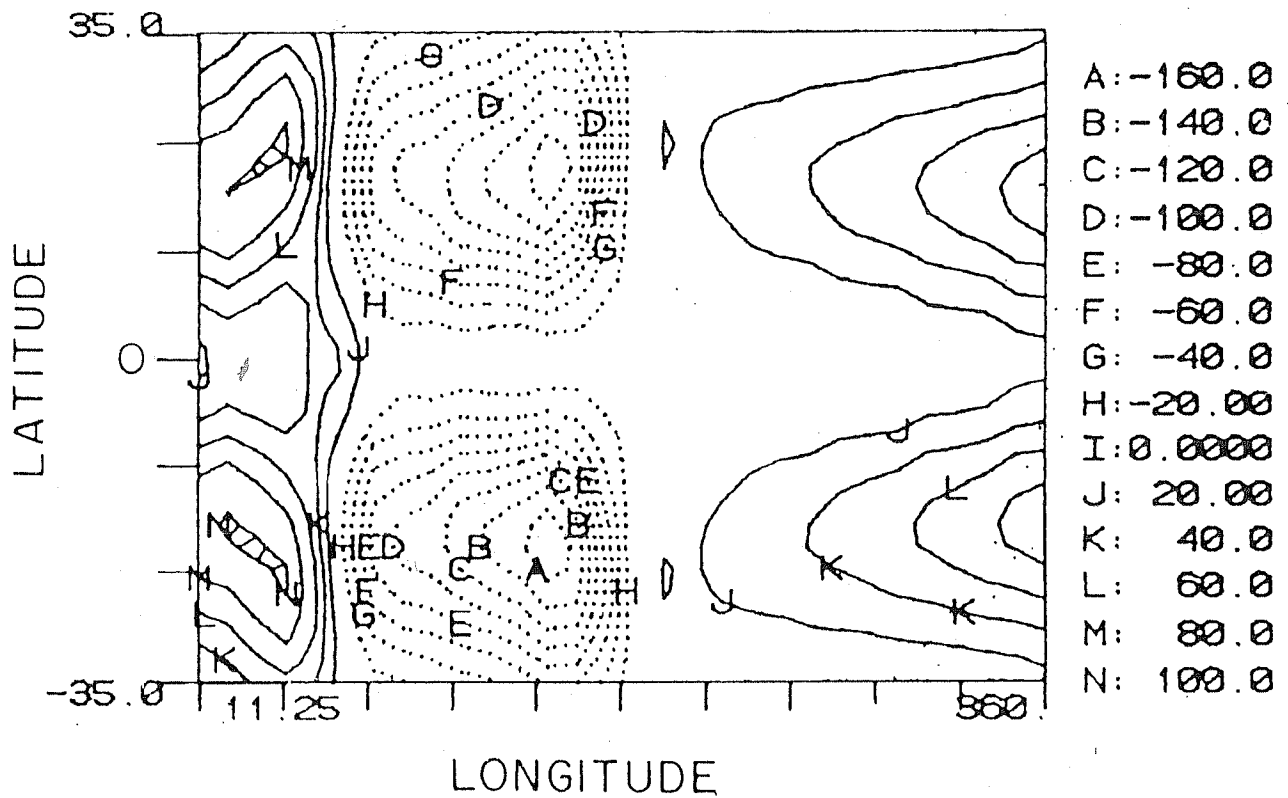 35.0
LATITUDE
0
-35.0
11.25
360.
LONGITUDE
A:-160.0
B:-140.0
C:-120.0
D:-100.0
E: -80.0
F: -60.0
G: -40.0
H:-20.00
I:0.0000
J: 20.00
K: 40.0
L: 60.0
M: 80.0
N: 100.0
D
D
M
F
L
G
F
H
J
J
J
C E
L
M
B
K
H E D
B
C
A
K
M
N
F
H
J
G
L
E
K
K